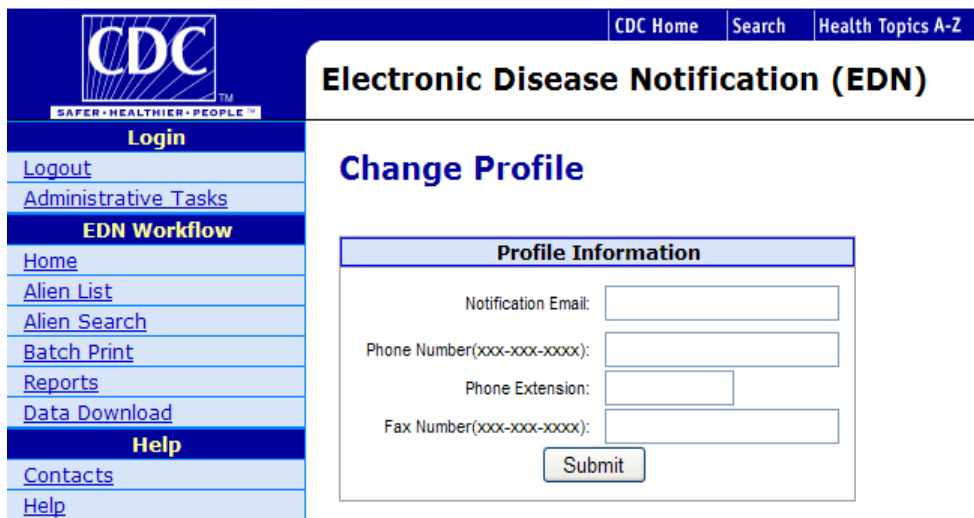 CDC Home Search Health Topics A-Z
CDC
TM
SAFER • HEALTHIER • PEOPLE™
Electronic Disease Notification (EDN)
Login
Logout
Administrative Tasks
EDN Workflow
Home
Alien List
Alien Search
Batch Print
Reports
Data Download
Help
Contacts
Help
Change Profile
Profile Information
Notification Email:
Phone Number(xxx-xxx-xxxx):
Phone Extension:
Fax Number(xxx-xxx-xxxx):
Submit